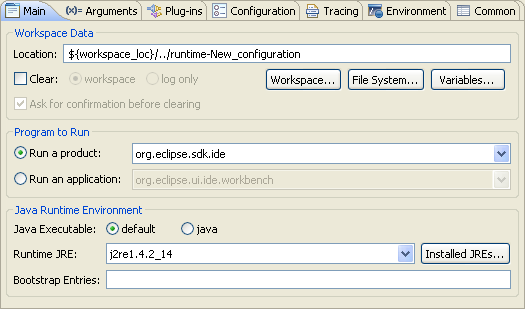 Main Arguments Plug-ins Configuration Tracing Environment Common
Workspace Data
Location: ${workspace_loc}/../runtime-New_configuration
Clear: workspace log only Workspace... File System... Variables...
Ask for confirmation before clearing
Program to Run
Run a product: org.eclipse.sdk.ide
Run an application: org.eclipse.ui.ide.workbench
Java Runtime Environment
Java Executable: default java
Runtime JRE: j2re1.4.2_14 Installed JREs...
Bootstrap Entries: